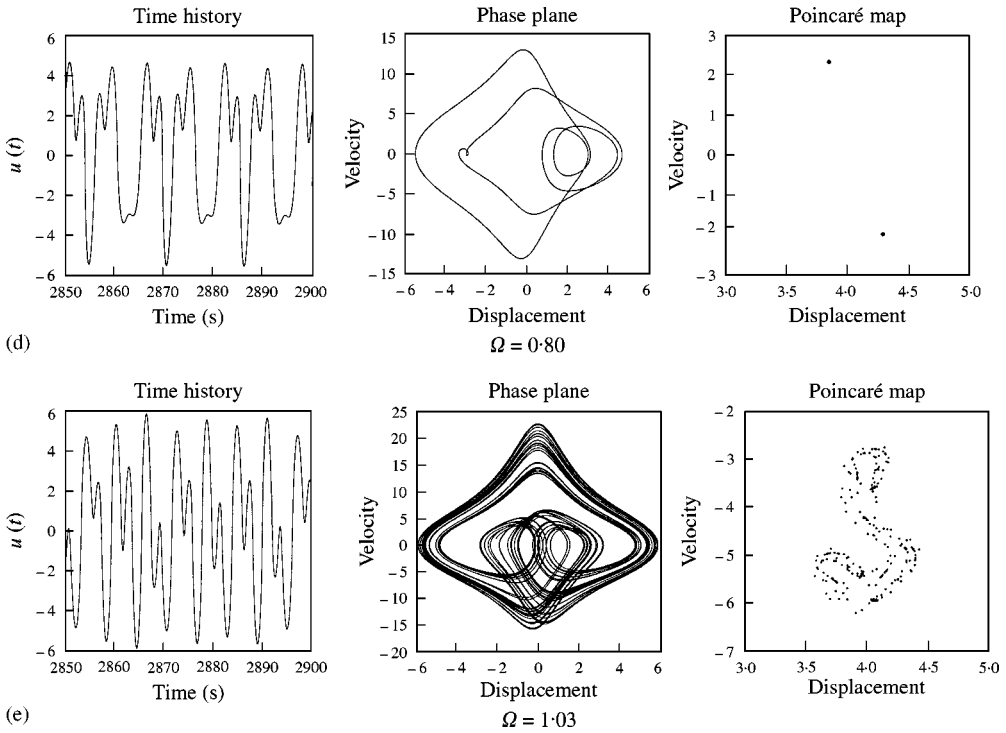 Time history
Phase plane
Poincaré map
6
4
2
0
−2
−4
−6
u (t)
2850 2860 2870 2880 2890 2900
Time (s)
15
10
5
0
−5
−10
−15
Velocity
−6 −4 −2 0 2 4 6
Displacement
3
2
1
0
−1
−2
−3
Velocity
3·0 3·5 4·0 4·5 5·0
Displacement
(d)
Ω = 0·80
Time history
Phase plane
Poincaré map
6
4
2
0
−2
−4
−6
u (t)
2850 2860 2870 2880 2890 2900
Time (s)
25
20
15
10
5
0
−5
−10
−15
−20
Velocity
−6 −4 −2 0 2 4 6
Displacement
−2
−3
−4
−5
−6
−7
Velocity
3·0 3·5 4·0 4·5 5·0
Displacement
(e)
Ω = 1·03